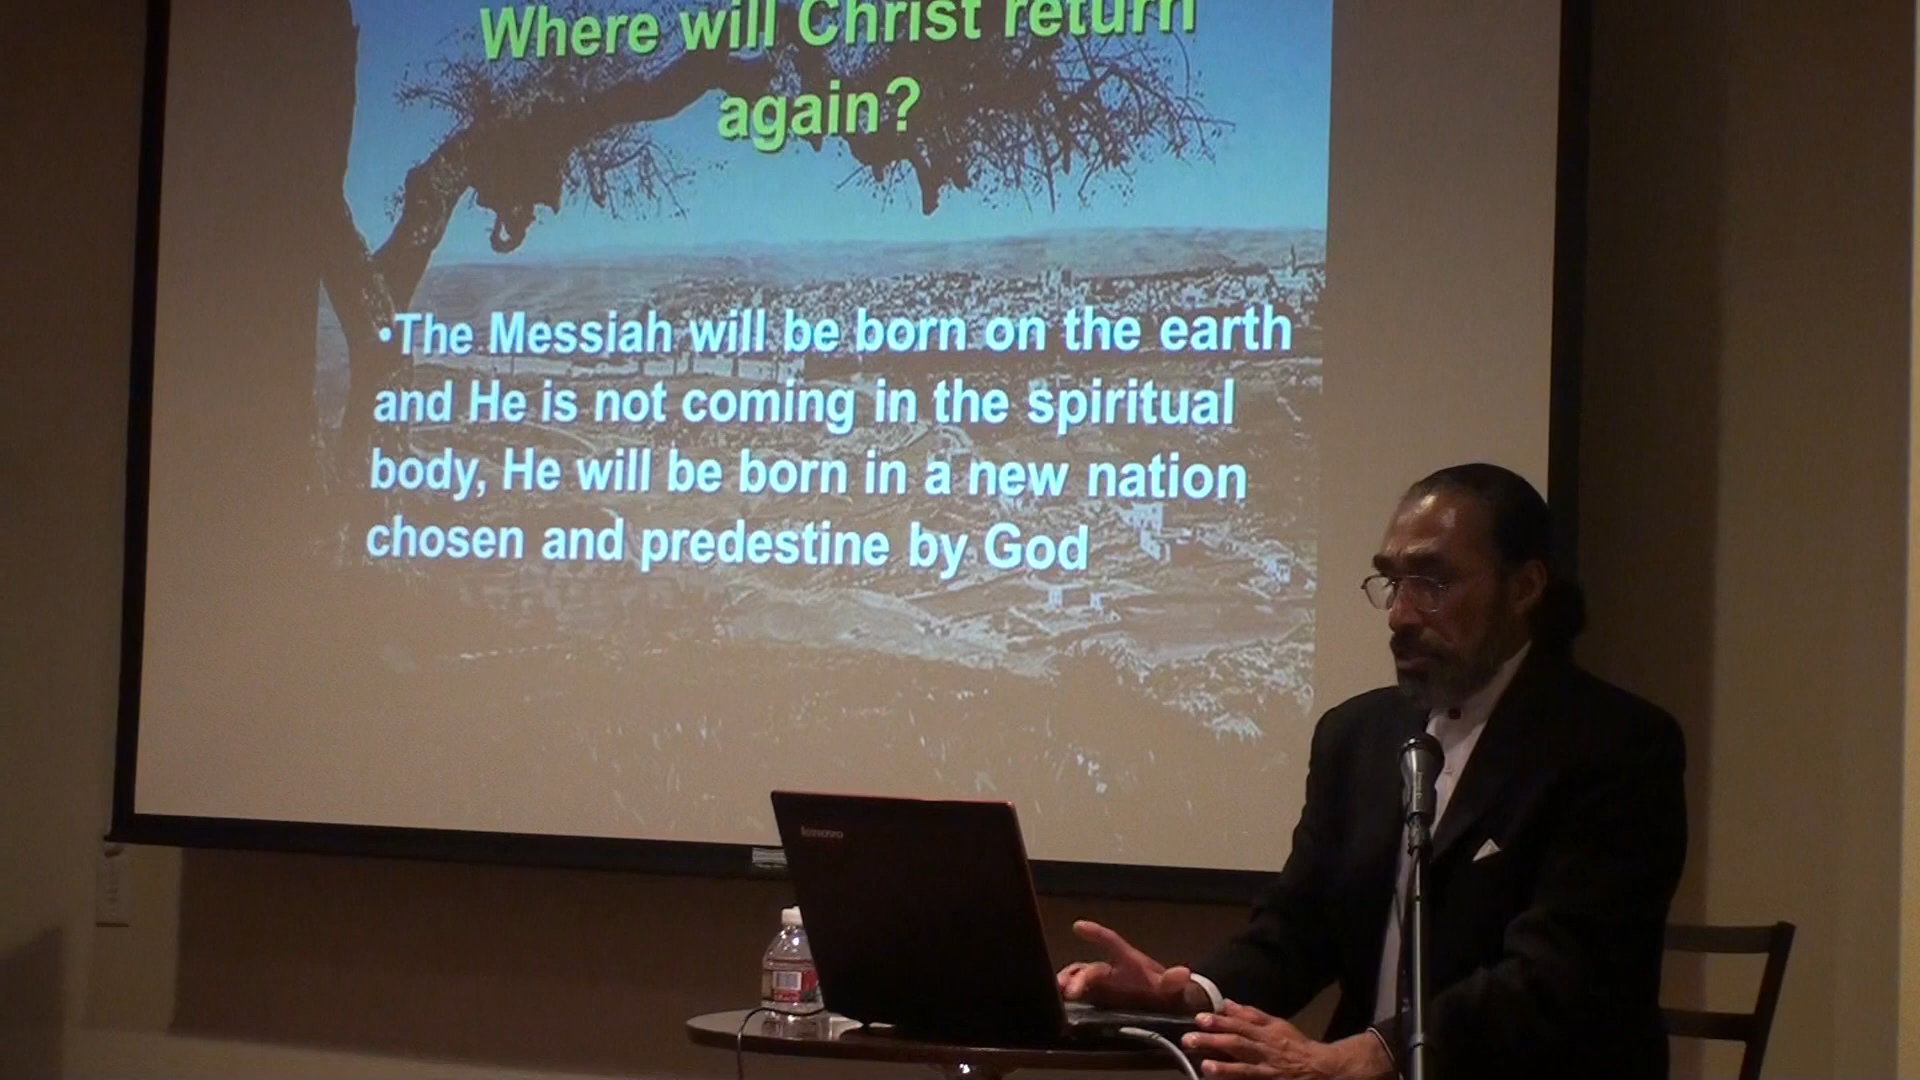 Where will Christ return
again?
•The Messiah will be born on the earth
and He is not coming in the spiritual
body, He will be born in a new nation
chosen and predestine by God
lenovo